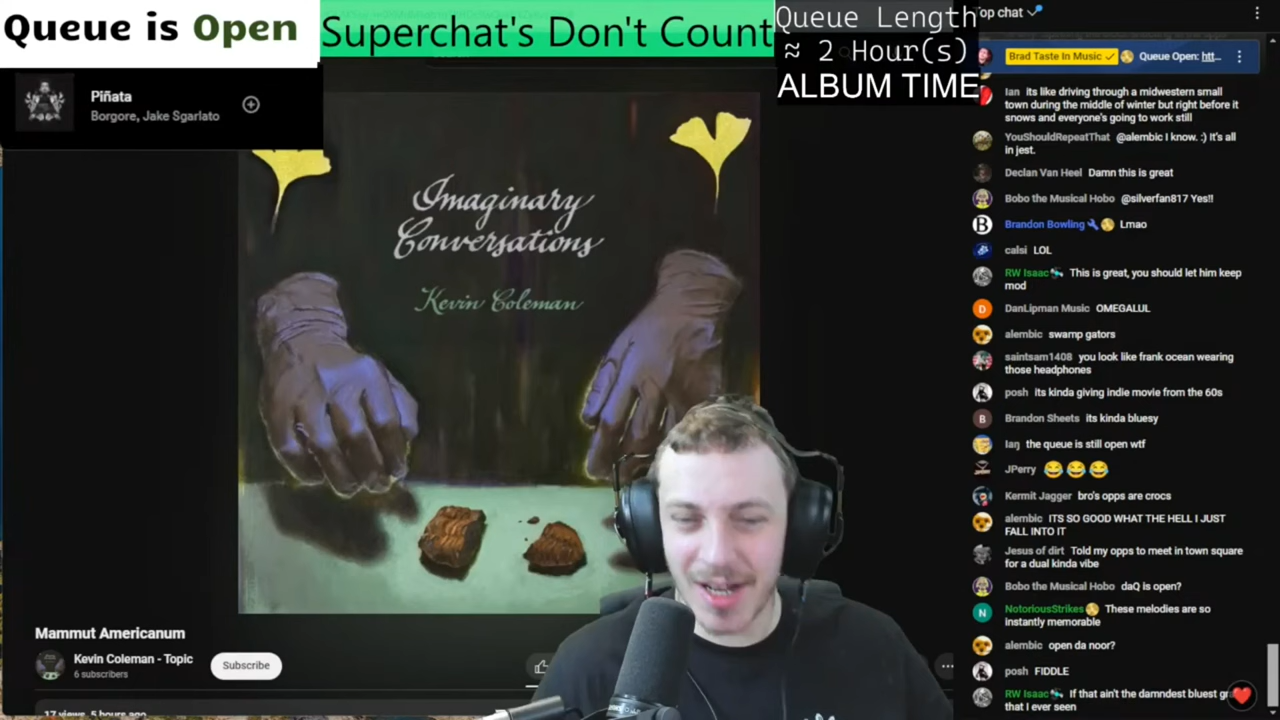 Queue is Open
Superchat's Don't Count
Queue Length
≈ 2 Hour(s)
ALBUM TIME
Piñata
Borgore, Jake Sgarlato
Imaginary
Conversations
Kevin Coleman
Mammut Americanum
Kevin Coleman - Topic
6 subscribers
Subscribe
17 views 5 hours ago
Top chat
Brad Taste In Music Queue Open: htt...
Ian its like driving through a midwestern small
town during the middle of winter but right before it
snows and everyone's going to work still
YouShouldRepeatThat @alembic I know. :) It's all
in jest.
Declan Van Heel Damn this is great
Bobo the Musical Hobo @silverfan817 Yes!!
Brandon Bowling Lmao
calsi LOL
RW Isaac This is great, you should let him keep
mod
DanLipman Music OMEGALUL
alembic swamp gators
saintsam1408 you look like frank ocean wearing
those headphones
posh its kinda giving indie movie from the 60s
Brandon Sheets its kinda bluesy
the queue is still open wtf
JPerry 😂😂😂
Kermit Jagger bro's opps are crocs
alembic ITS SO GOOD WHAT THE HELL I JUST
FALL INTO IT
Jesus of dirt Told my opps to meet in town square
for a dual kinda vibe
Bobo the Musical Hobo daQ is open?
NotoriousStrikes These melodies are so
instantly memorable
alembic open da noor?
posh FIDDLE
RW Isaac If that ain't the damndest bluest
that I ever seen